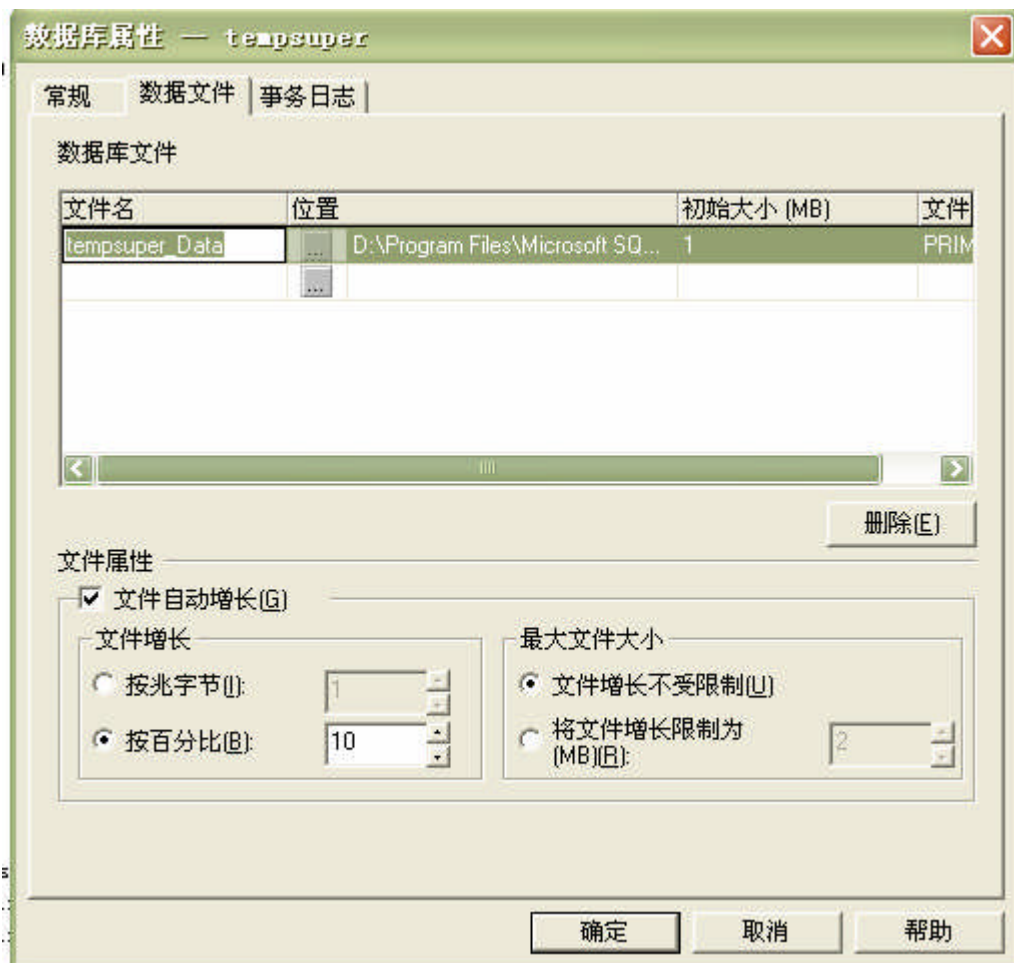 数据库属性 — tempsuper
常规 数据文件 事务日志
数据库文件
文件名 位置 初始大小 (MB) 文件
tempsuper_Data ... D:\Program Files\Microsoft SQ... 1 PRIM
...
删除(E)
文件属性
文件自动增长(G)
文件增长 最大文件大小
按兆字节(I): 1 文件增长不受限制(U)
按百分比(B): 10 将文件增长限制为
(MB)(R): 2
确定 取消 帮助